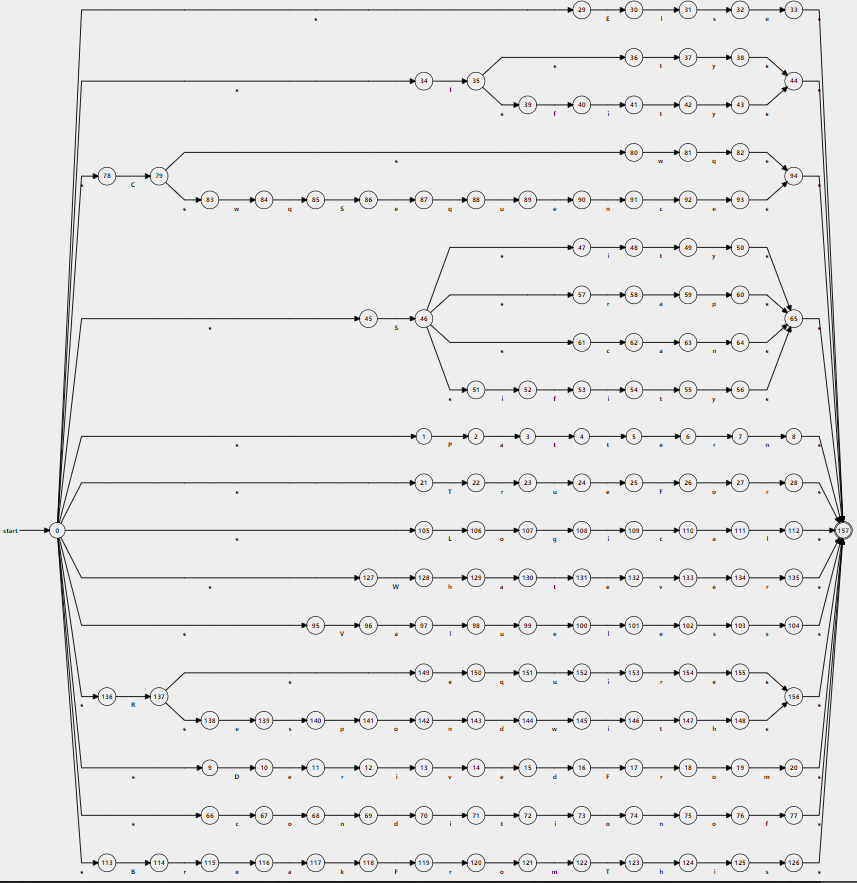 29 30 31 32 33
ε E l s e ε
36 37 38
ε t y ε
34 35 44
ε I ε
39 40 41 42 43
ε f i t y ε
80 81 82
ε w q ε
78 79 94
ε C ε
83 84 85 86 87 88 89 90 91 92 93
ε w q S e q u e n c e ε
47 48 49 50
ε i t y ε
57 58 59 60
ε r a p ε
45 46 65
ε S ε
61 62 63 64
ε c a n ε
51 52 53 54 55 56
ε i f i t y ε
1 2 3 4 5 6 7 8
ε P a t t e r n ε
21 22 23 24 25 26 27 28
ε T r u e F o r ε
start 0 105 106 107 108 109 110 111 112 157
ε L o g i c a l ε
127 128 129 130 131 132 133 134 135
ε W h a t e v e r ε
95 96 97 98 99 100 101 102 103 104
ε V a l u e l e s s ε
149 150 151 152 153 154 155
ε e q u i r e ε
136 137 156
ε R ε
138 139 140 141 142 143 144 145 146 147 148
ε e s p o n d w i t h ε
9 10 11 12 13 14 15 16 17 18 19 20
ε D e r i v e d F r o m ε
66 67 68 69 70 71 72 73 74 75 76 77
ε c o n d i t i o n o f ε
113 114 115 116 117 118 119 120 121 122 123 124 125 126
ε B r e a k F r o m T h i s ε